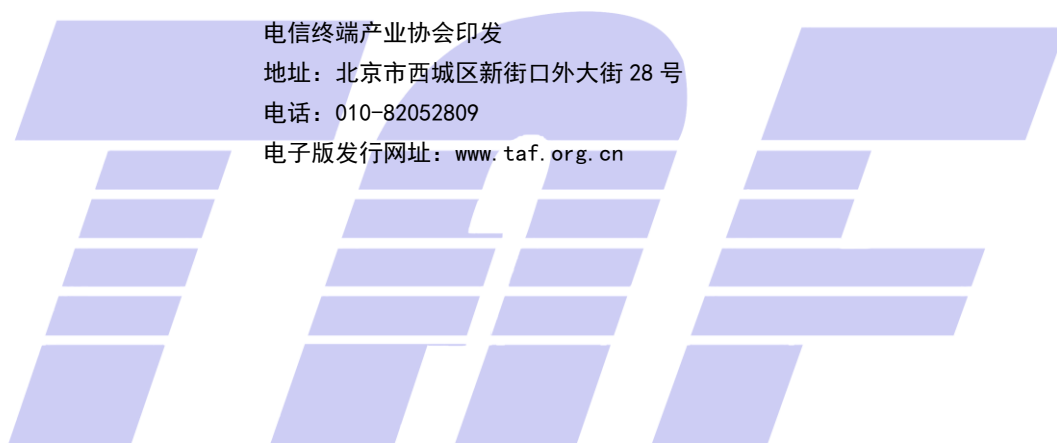 电信终端产业协会印发
地址：北京市西城区新街口外大街 28 号
电话：010-82052809
电子版发行网址：www.taf.org.cn
TAF